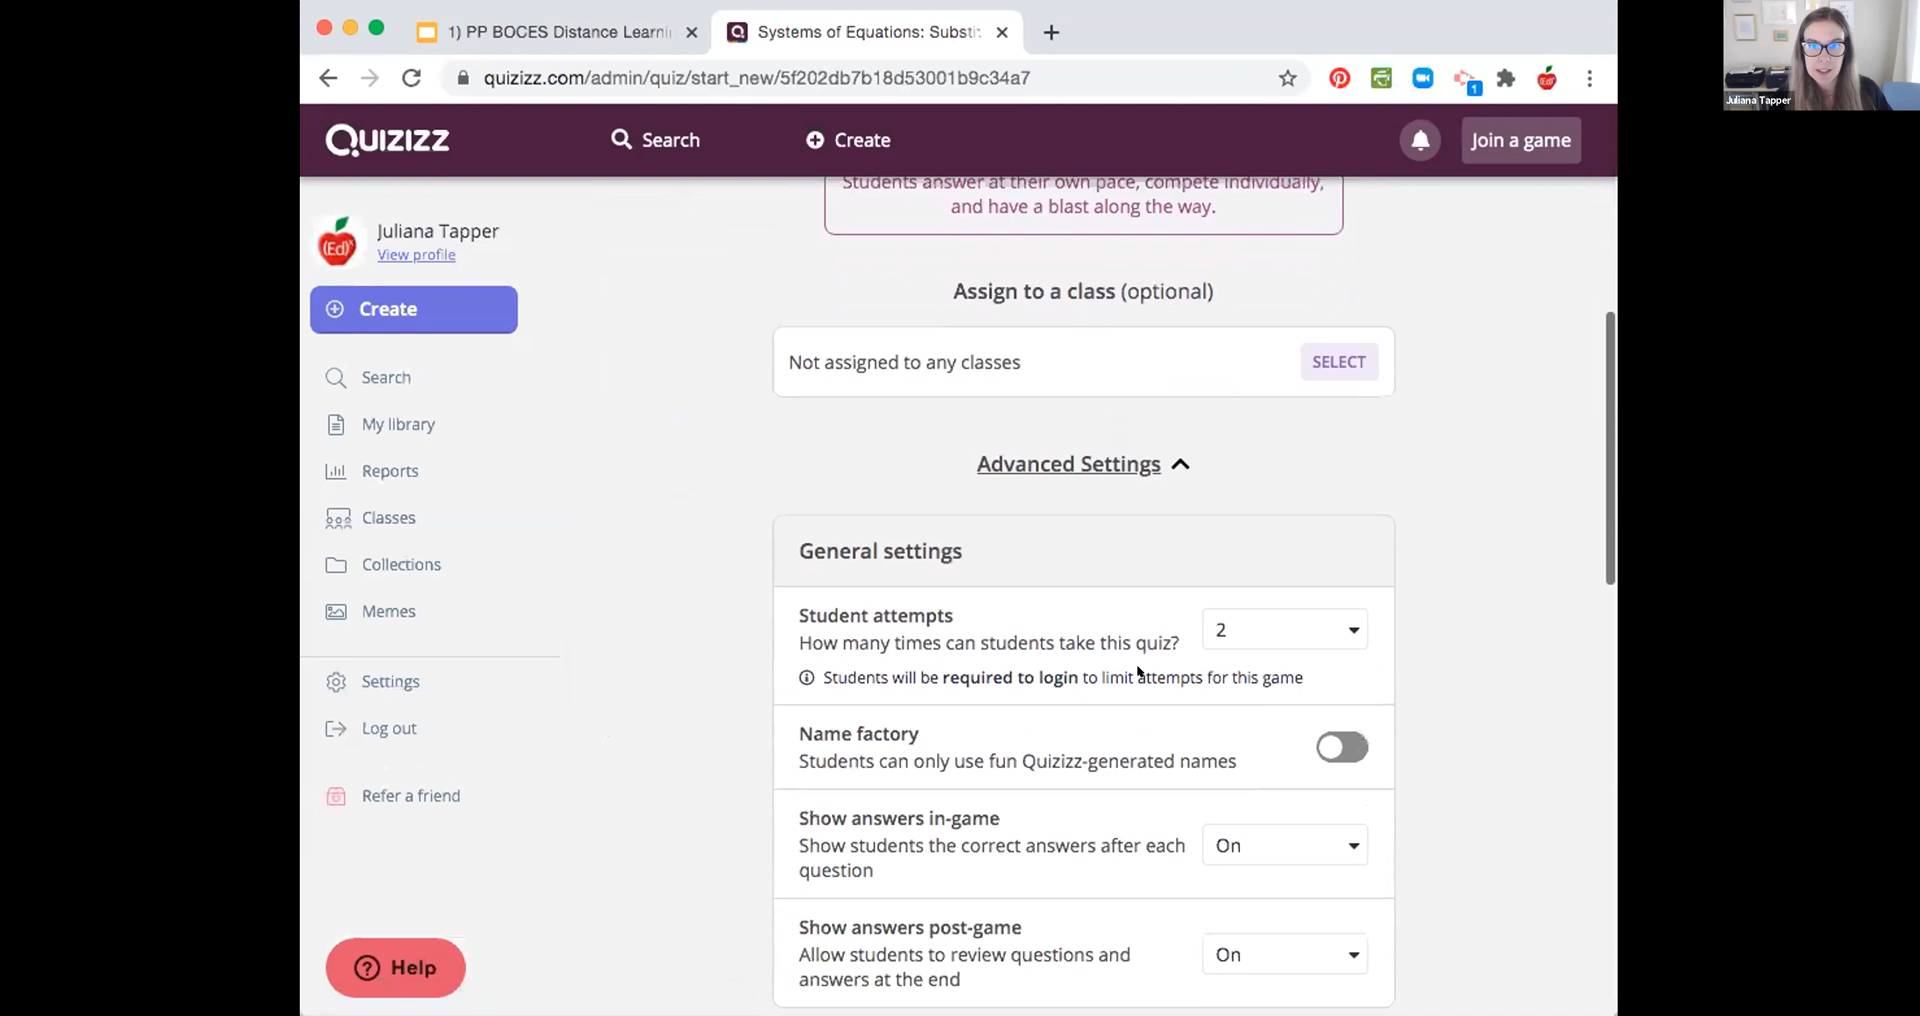 1) PP BOCES Distance Learni
Systems of Equations: Substi
quizizz.com/admin/quiz/start_new/5f202db7b18d53001b9c34a7
1
(Ed)
Juliana Tapper
QUIZIZZ
Search
Create
Join a game
Students answer at their own pace, compete individually,
and have a blast along the way.
(Ed)
Juliana Tapper
View profile
Create
Search
My library
Reports
Classes
Collections
Memes
Settings
Log out
Refer a friend
Help
Assign to a class (optional)
Not assigned to any classes
SELECT
Advanced Settings
General settings
Student attempts
How many times can students take this quiz?
2
Students will be required to login to limit attempts for this game
Name factory
Students can only use fun Quizizz-generated names
Show answers in-game
Show students the correct answers after each
question
On
Show answers post-game
Allow students to review questions and
answers at the end
On